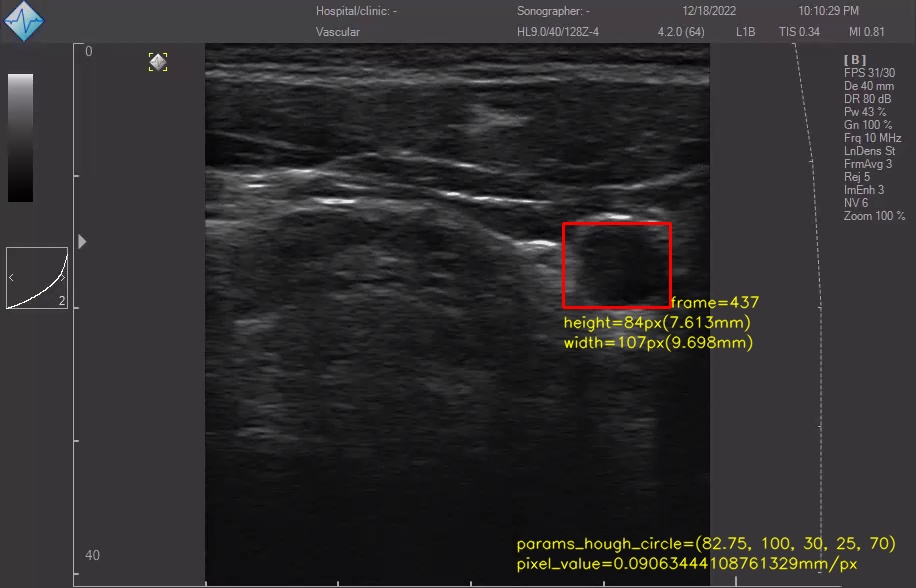 Hospital/clinic: - Sonographer: - 12/18/2022 10:10:29 PM
Vascular HL9.0/40/128Z-4 4.2.0 (64) L1B TIS 0.34 MI 0.81
0
[ B ]
FPS 31/30
De 40 mm
DR 80 dB
Pw 43 %
Gn 100 %
Frq 10 MHz
LnDens St
FrmAvg 3
Rej 5
ImEnh 3
NV 6
Zoom 100 %
2
frame=437
height=84px(7.613mm)
width=107px(9.698mm)
params_hough_circle=(82.75, 100, 30, 25, 70)
40
pixel_value=0.09063444108761329mm/px